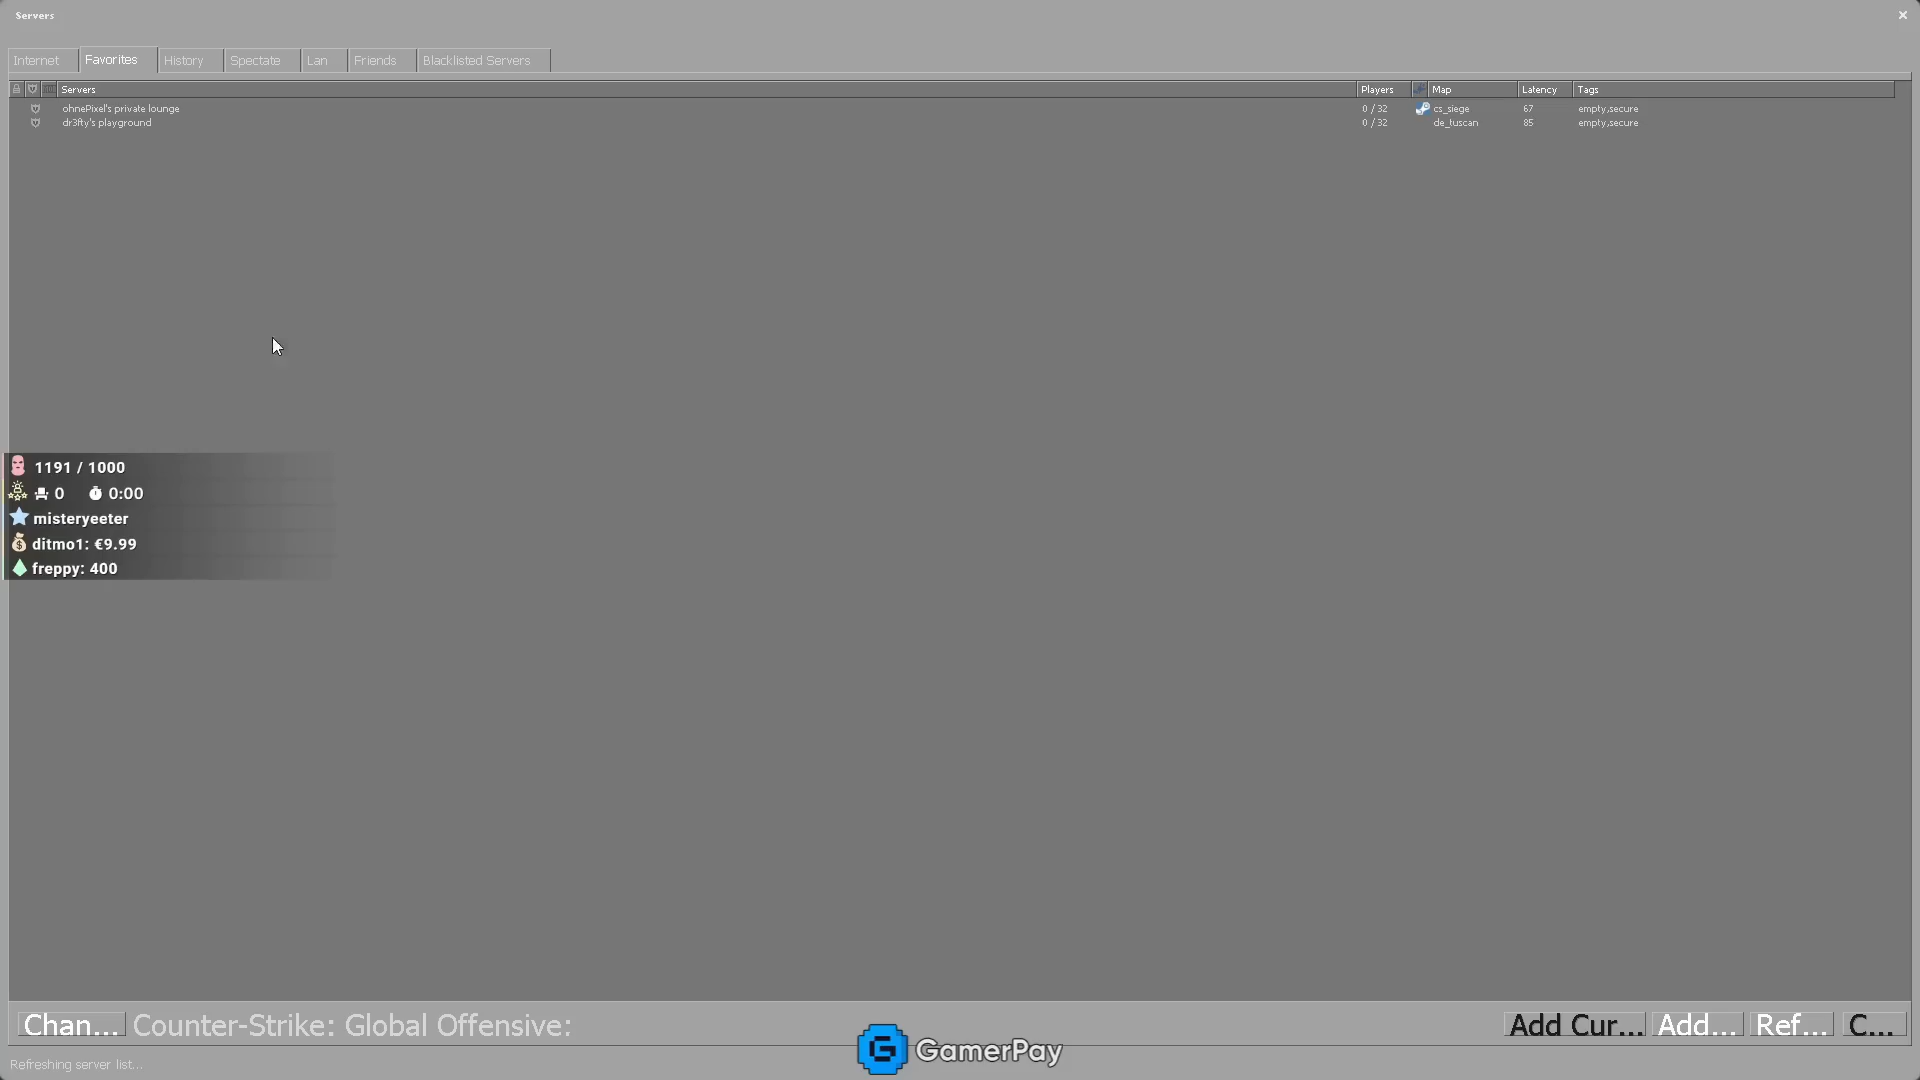 Servers
Internet Favorites History Spectate Lan Friends Blacklisted Servers
Servers Players Map Latency Tags
ohnePixel's private lounge 0 / 32 cs_siege 67 empty,secure
dr3fty's playground 0 / 32 de_tuscan 85 empty,secure
1191 / 1000
0 0:00
misteryeeter
ditmo1: €9.99
freppy: 400
Chan... Counter-Strike: Global Offensive: Add Cur... Add... Ref... C...
G GamerPay
Refreshing server list...